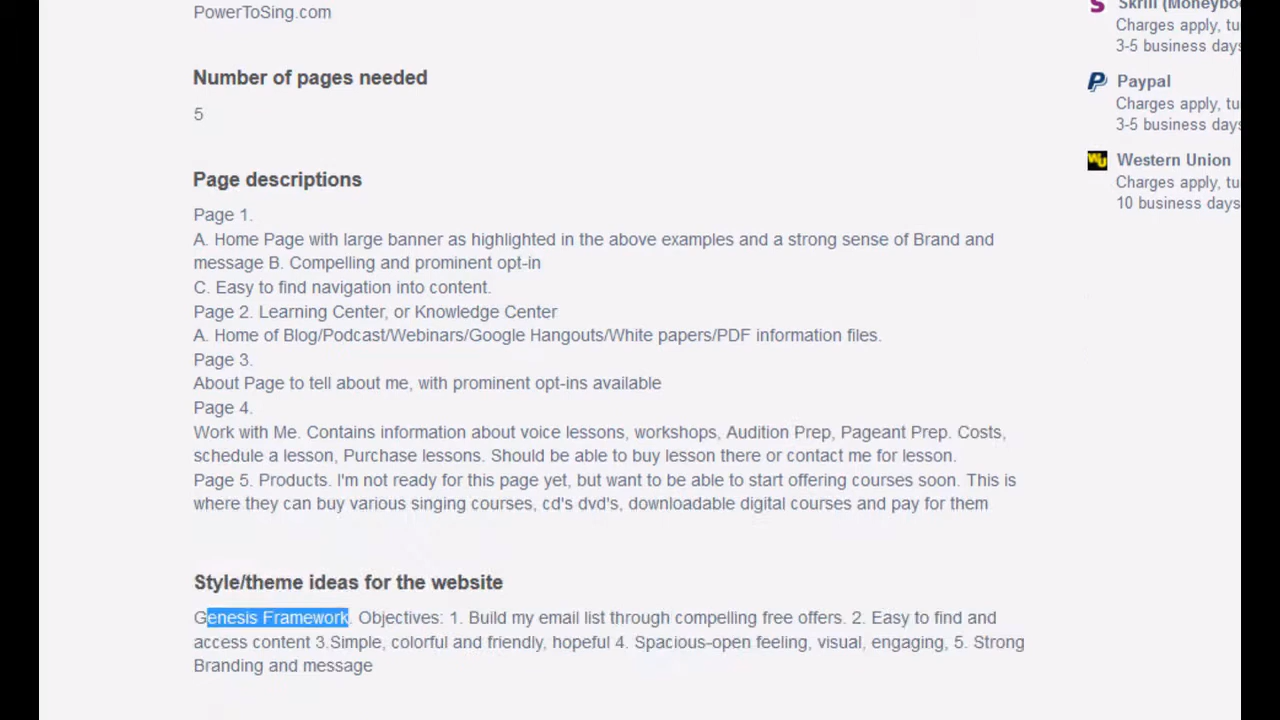 PowerToSing.com
Number of pages needed
5
Page descriptions
Page 1.
A. Home Page with large banner as highlighted in the above examples and a strong sense of Brand and
message B. Compelling and prominent opt-in
C. Easy to find navigation into content.
Page 2. Learning Center, or Knowledge Center
A. Home of Blog/Podcast/Webinars/Google Hangouts/White papers/PDF information files.
Page 3.
About Page to tell about me, with prominent opt-ins available
Page 4.
Work with Me. Contains information about voice lessons, workshops, Audition Prep, Pageant Prep. Costs,
schedule a lesson, Purchase lessons. Should be able to buy lesson there or contact me for lesson.
Page 5. Products. I'm not ready for this page yet, but want to be able to start offering courses soon. This is
where they can buy various singing courses, cd's dvd's, downloadable digital courses and pay for them
Style/theme ideas for the website
Genesis Framework. Objectives: 1. Build my email list through compelling free offers. 2. Easy to find and
access content 3.Simple, colorful and friendly, hopeful 4. Spacious-open feeling, visual, engaging, 5. Strong
Branding and message
Skrill (Moneybo
Charges apply, tu
3-5 business days
Paypal
Charges apply, tu
3-5 business days
Western Union
Charges apply, tu
10 business days